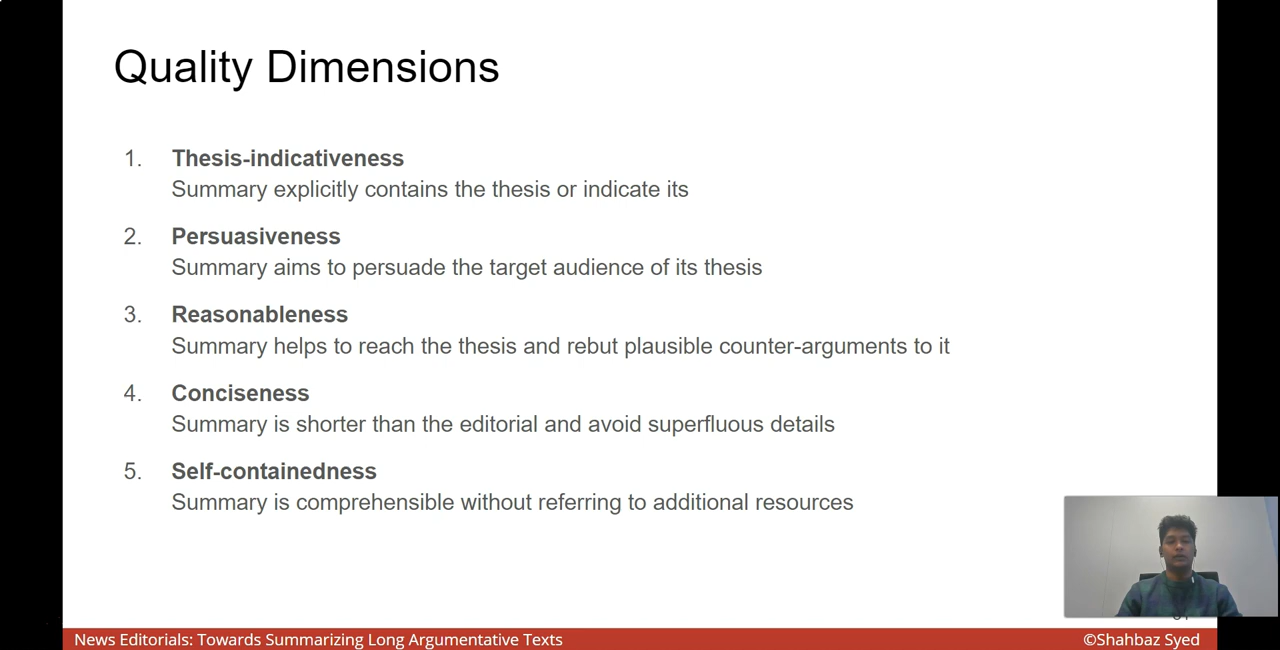 Quality Dimensions
1. Thesis-indicativeness
Summary explicitly contains the thesis or indicate its
2. Persuasiveness
Summary aims to persuade the target audience of its thesis
3. Reasonableness
Summary helps to reach the thesis and rebut plausible counter-arguments to it
4. Conciseness
Summary is shorter than the editorial and avoid superfluous details
5. Self-containedness
Summary is comprehensible without referring to additional resources
News Editorials: Towards Summarizing Long Argumentative Texts
©Shahbaz Syed